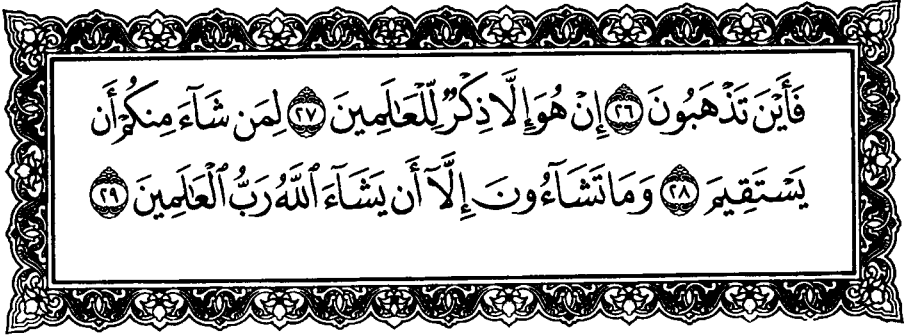 فَأَيْنَ تَذْهَبُونَ ٢٦ إِنْ هُوَ إِلَّا ذِكْرٌ لِّلْعَٰلَمِينَ ٢٧ لِمَن شَآءَ مِنكُمْ أَن
يَسْتَقِيمَ ٢٨ وَمَا تَشَآءُونَ إِلَّآ أَن يَشَآءَ ٱللَّهُ رَبُّ ٱلْعَٰلَمِينَ ٢٩